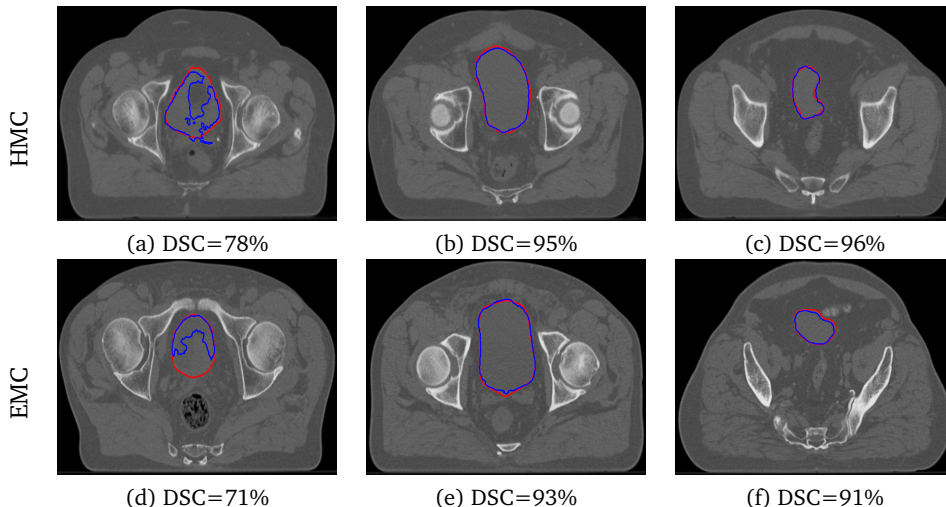 HMC
(a) DSC=78%
(b) DSC=95%
(c) DSC=96%
EMC
(d) DSC=71%
(e) DSC=93%
(f) DSC=91%